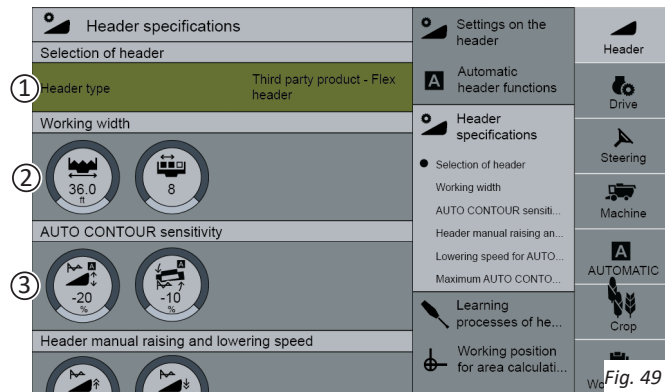 Header specifications
Selection of header
1
Header type
Third party product - Flex
header
Working width
2
36.0
ft
8
AUTO CONTOUR sensitivity
3
-20
%
-10
%
Header manual raising and lowering speed
Settings on the
header
Automatic
header functions
Header
specifications
Selection of header
Working width
AUTO CONTOUR sensiti...
Header manual raising an...
Lowering speed for AUTO...
Maximum AUTO CONTO...
Learning
processes of he...
Working position
for area calculati...
Header
Drive
Steering
Machine
A
AUTOMATIC
Crop
Fig. 49